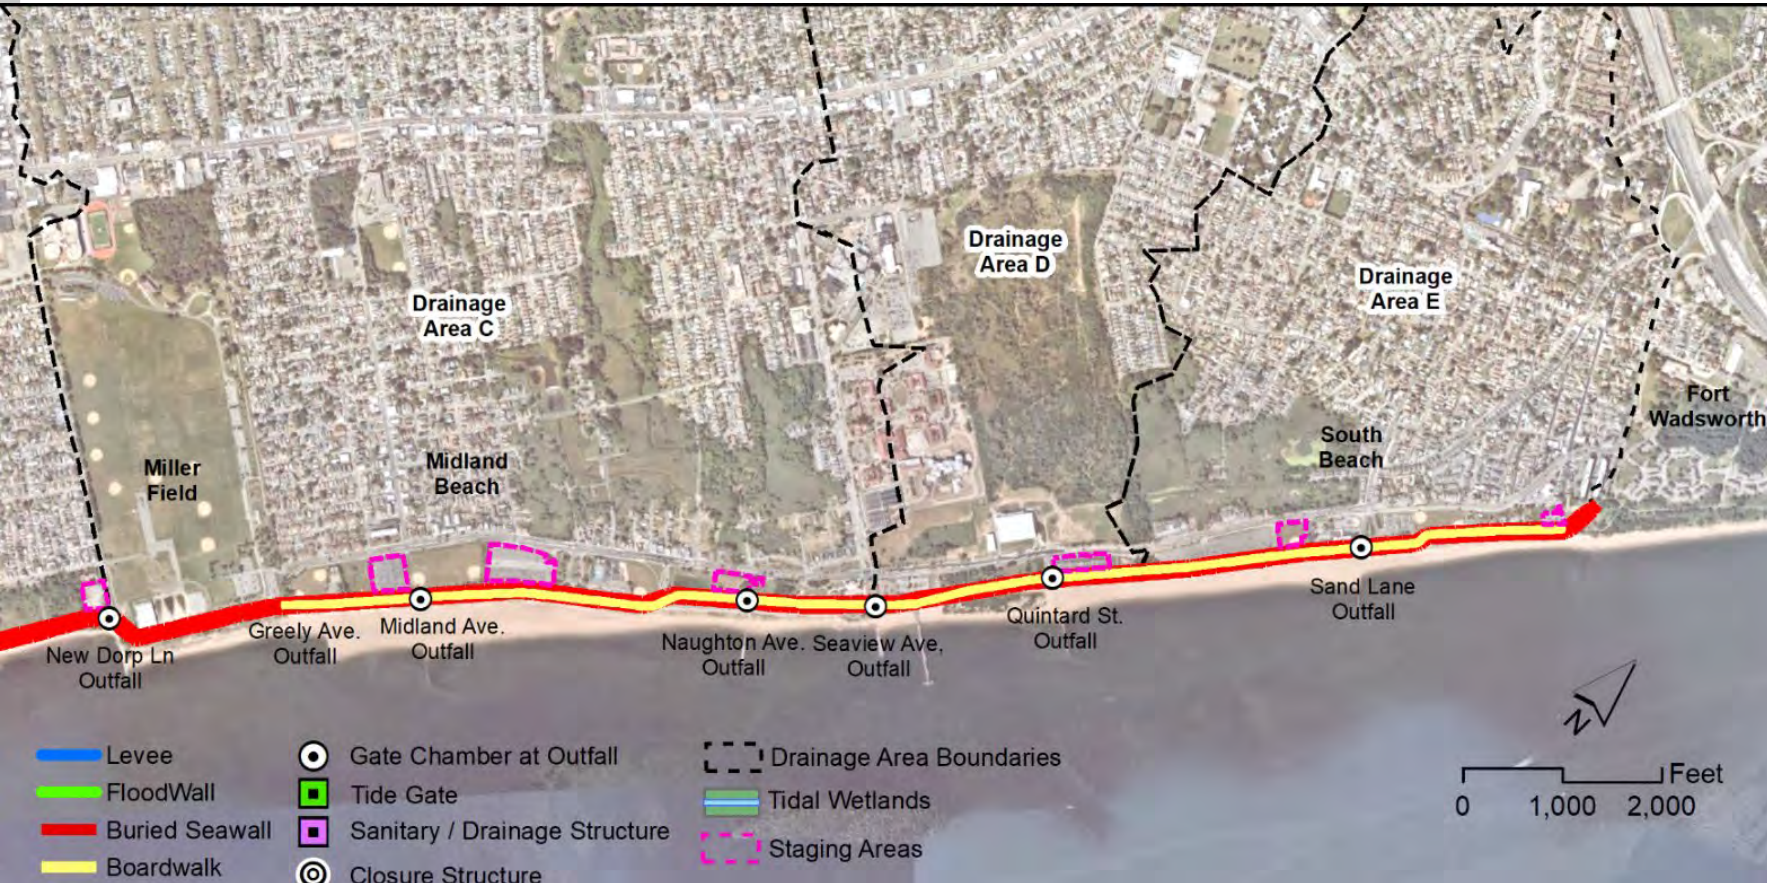 Drainage
Area D
Drainage
Area E
Drainage
Area C
Fort
Wadsworth
South
Beach
Midland
Beach
Miller
Field
Sand Lane
Outfall
Quintard St.
Outfall
Greely Ave.
Outfall
Midland Ave.
Outfall
Naughton Ave.
Outfall
Seaview Ave,
Outfall
New Dorp Ln
Outfall
N
Levee
FloodWall
Buried Seawall
Boardwalk
Gate Chamber at Outfall
Tide Gate
Sanitary / Drainage Structure
Closure Structure
Drainage Area Boundaries
Tidal Wetlands
Staging Areas
Feet
0 1,000 2,000